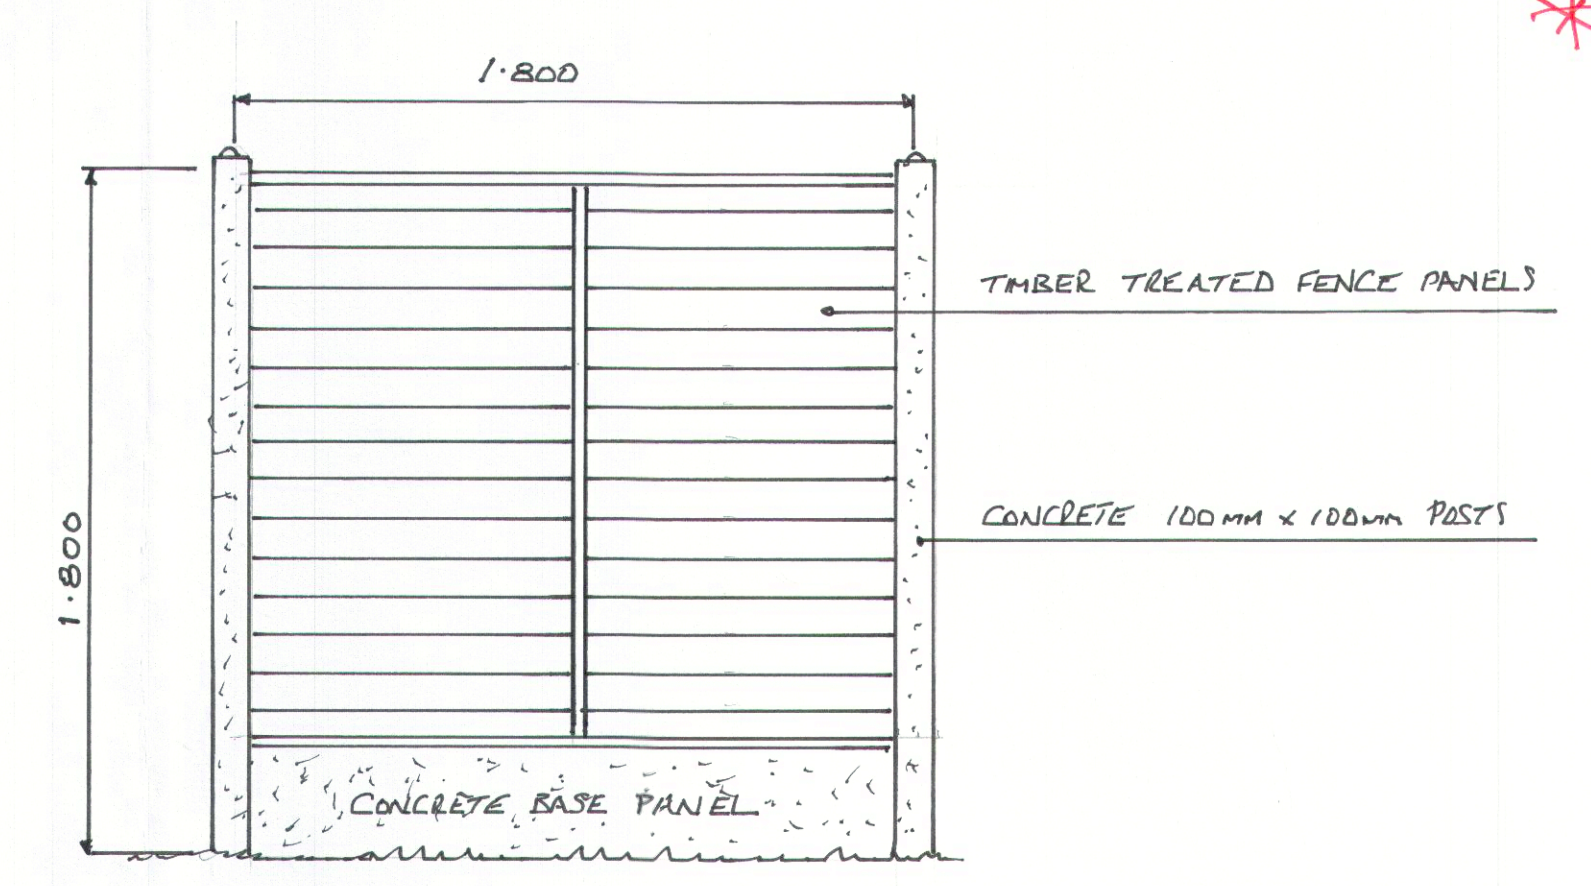 1.800
TIMBER TREATED FENCE PANELS
1.800
CONCRETE 100MM x 100MM POSTS
CONCRETE BASE PANEL